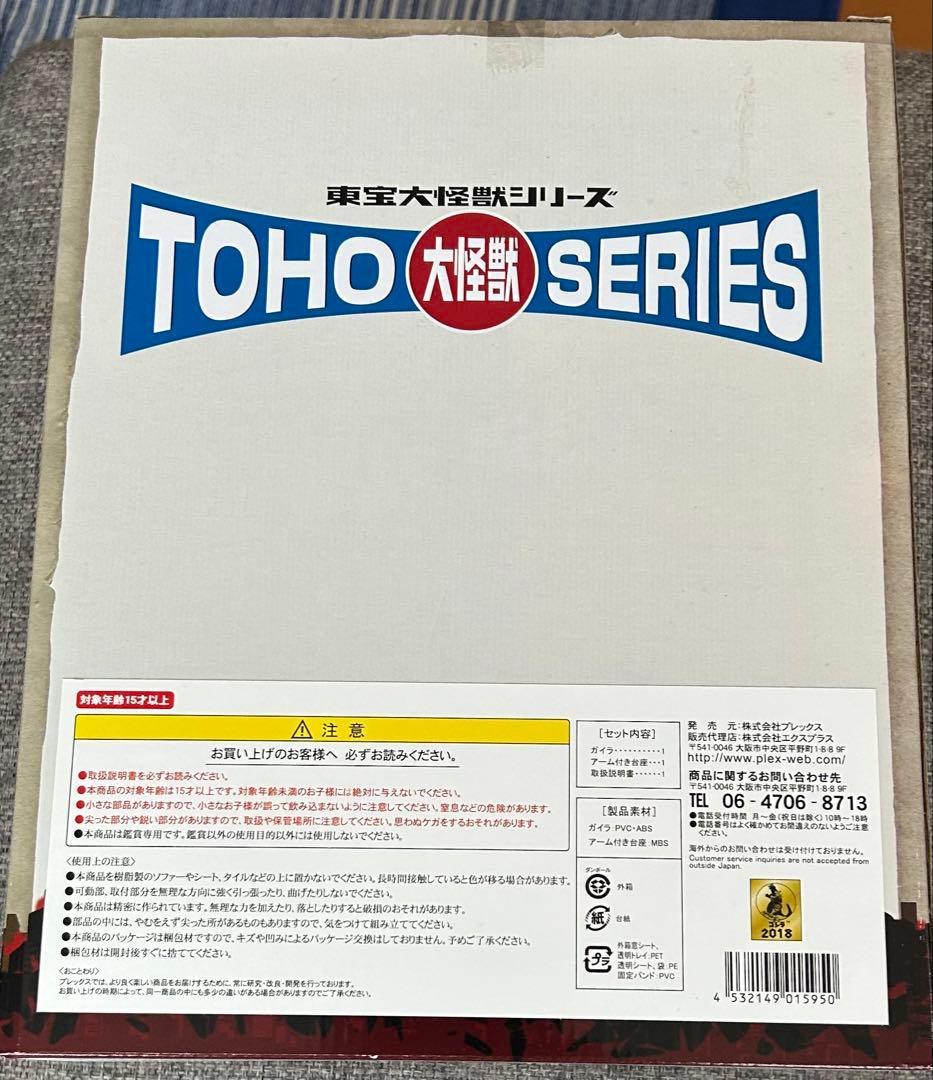 東宝大怪獣シリーズ
TOHO 大怪獣 SERIES
対象年齢15才以上
注意
お買い上げのお客様へ 必ずお読みください。
●取扱説明書を必ずお読みください。
●本商品の対象年齢は15才以上です。対象年齢未満のお子様には絶対に与えないでください。
●小さな部品がありますので、小さなお子様が誤って飲み込まないように注意してください。窒息などの危険があります。
●尖った部分や鋭い部分がありますので、取扱や保管場所に注意してください。思わぬケガをするおそれがあります。
●本商品は鑑賞専用です。鑑賞以外の使用目的以外には使用しないでください。
〈使用上の注意〉
●本商品を樹脂製のソファーやシート、タイルなどの上に置かないでください。長時間接触していると色が移る場合があります。
●可動部、取付部分を無理な方向に強く引っ張ったり、曲げたりしないでください。
●本商品は精密に作られています。無理な力を加えたり、落としたりすると破損のおそれがあります。
●部品の中には、やむをえず尖った所があるものもありますので、気をつけて組み立ててください。
●本商品のパッケージは梱包材ですので、キズや凹みによるパッケージ交換はしておりません。予めご了承ください。
●梱包材は開封後すぐに捨ててください。
〈おことわり〉
プレックスでは、より良く楽しい商品をお届けするために、常に研究・改良・開発を行っております。
お買い上げの時期によって、同一商品の中にも多少の違いがある場合がありますのでご了承ください。
[セット内容]
ガイラ・・・・・・・・・・1
アーム付き台座・・・1
取扱説明書・・・・・・1
[製品素材]
ガイラ:PVC・ABS
アーム付き台座:MBS
ダンボール
外箱
紙
台紙
プラ
外箱窓シート、
透明トレイ:PET
透明シート、袋:PE
固定バンド:PVC
発売元:株式会社プレックス
販売代理店:株式会社エクスプラス
〒541-0046 大阪市中央区平野町1-8-8 9F
http://www.plex-web.com/
商品に関するお問い合わせ先
〒541-0046 大阪市中央区平野町1-8-8 9F
TEL 06-4706-8713
●電話受付時間 月〜金(祝日は除く)10時〜18時
●電話番号はよく確かめてお間違えのないようご注意
ください。
海外からのお問い合わせは受け付けておりません。
Customer service inquiries are not accepted from
outside Japan.
ゴジラ
2018
4 532149 015950